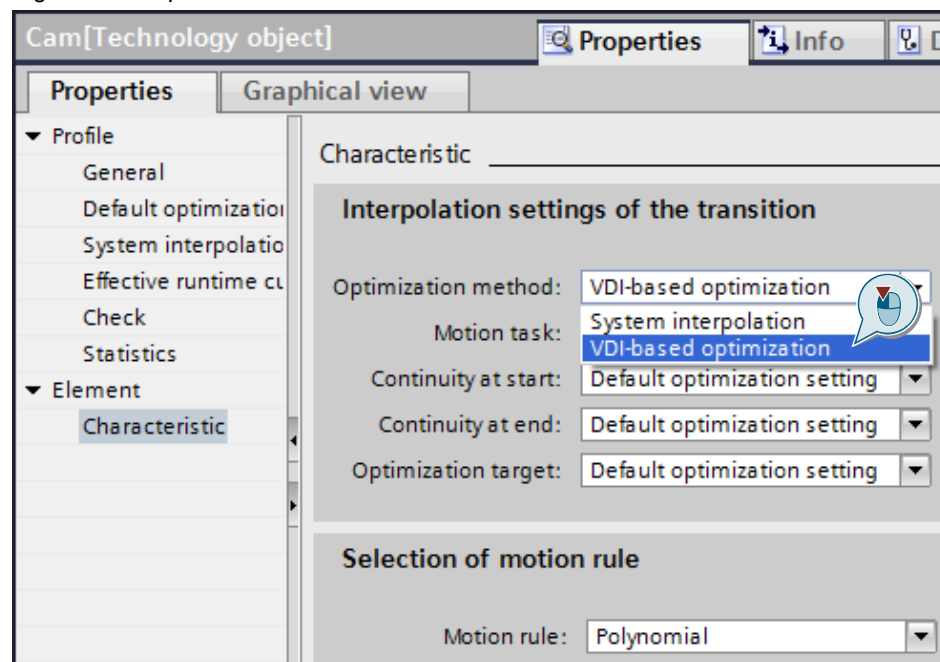 Cam[Technology object]
Properties
Info
Properties
Graphical view
Profile
General
Default optimization
System interpolatio
Effective runtime cu
Check
Statistics
Element
Characteristic
Characteristic
Interpolation settings of the transition
Optimization method: VDI-based optimization
System interpolation
VDI-based optimization
Motion task:
Continuity at start: Default optimization setting
Continuity at end: Default optimization setting
Optimization target: Default optimization setting
Selection of motion rule
Motion rule: Polynomial